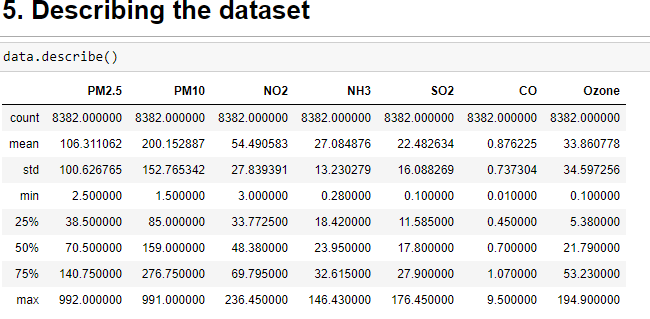 5. Describing the dataset
data.describe()
PM2.5 PM10 NO2 NH3 SO2 CO Ozone
count 8382.000000 8382.000000 8382.000000 8382.000000 8382.000000 8382.000000 8382.000000
mean 106.311062 200.152887 54.490583 27.084876 22.482634 0.876225 33.860778
std 100.626765 152.765342 27.839391 13.230279 16.088269 0.737304 34.597256
min 2.500000 1.500000 3.000000 0.280000 0.100000 0.010000 0.100000
25% 38.500000 85.000000 33.772500 18.420000 11.585000 0.450000 5.380000
50% 70.500000 159.000000 48.380000 23.950000 17.800000 0.700000 21.790000
75% 140.750000 276.750000 69.795000 32.615000 27.900000 1.070000 53.230000
max 992.000000 991.000000 236.450000 146.430000 176.450000 9.500000 194.900000